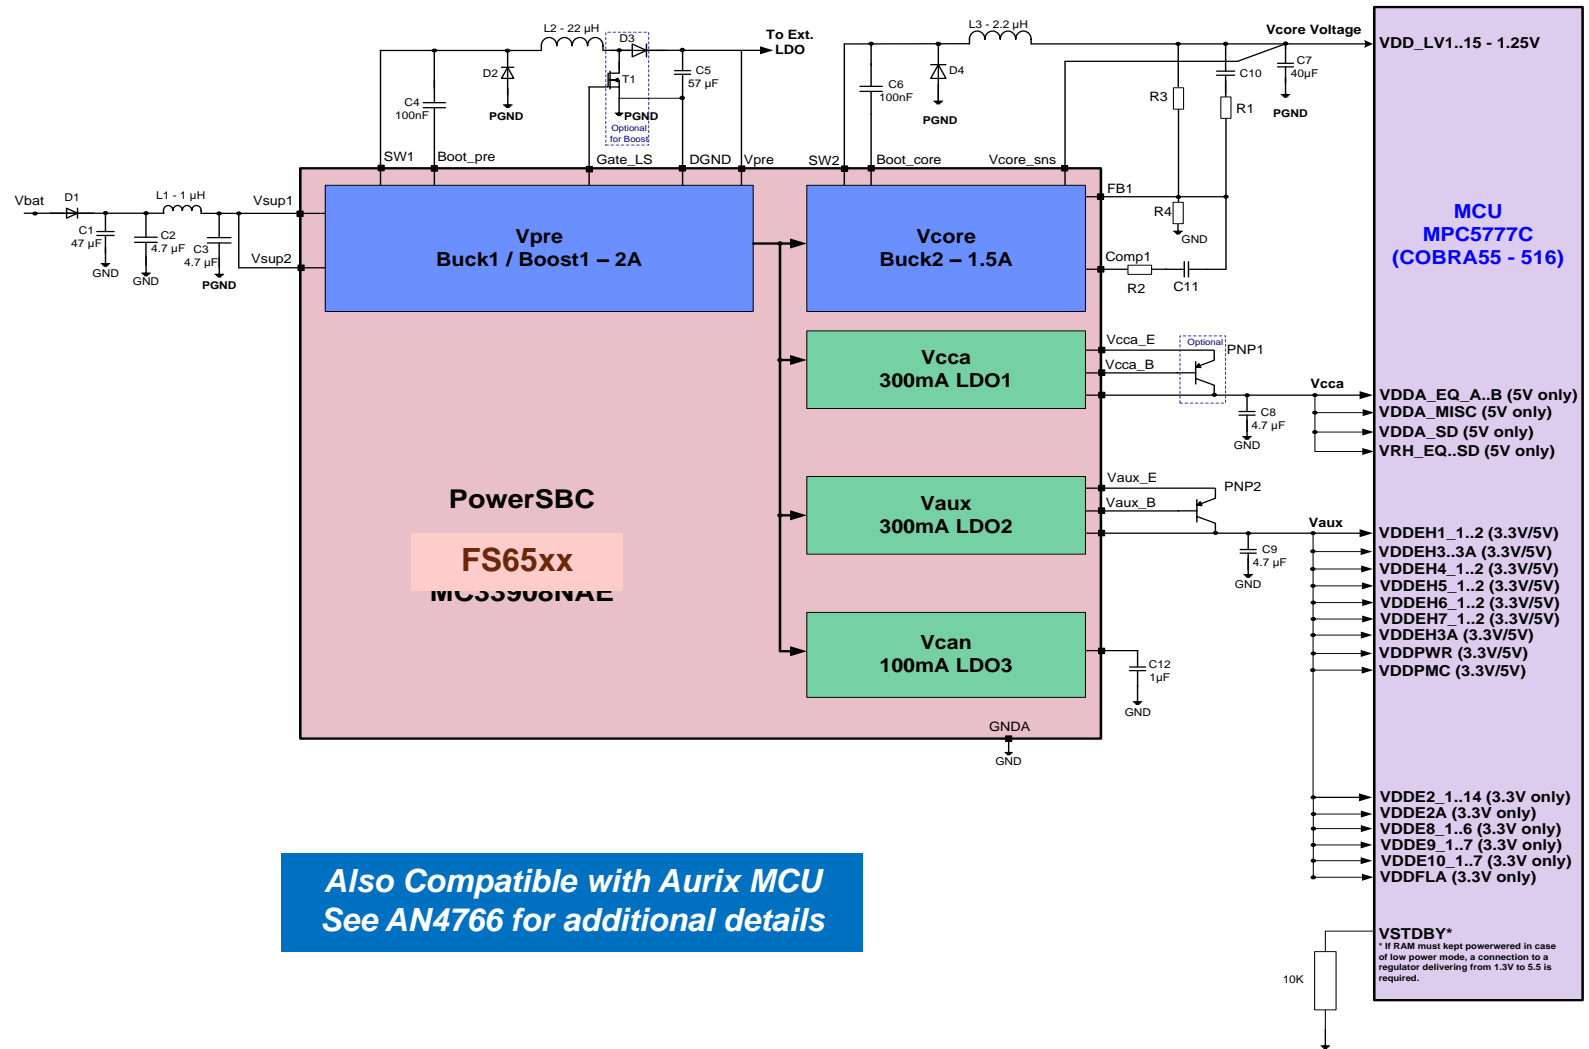 L2 - 22 µH
D3
To Ext.
LDO
D2
T1
C5
57 µF
C4
100nF
PGND
PGND
Optional
for Boost
SW1
Boot_pre
Gate_LS
DGND
Vpre
L3 - 2.2 µH
Vcore Voltage
C6
100nF
D4
PGND
R3
C10
R1
C7
40µF
PGND
SW2
Boot_core
Vcore_sns
FB1
R4
GND
Comp1
R2
C11
Vbat
D1
L1 - 1 µH
Vsup1
C1
47 µF
C2
4.7 µF
C3
4.7 µF
Vsup2
GND
GND
PGND
Vpre
Buck1 / Boost1 – 2A
Vcore
Buck2 – 1.5A
Vcca
300mA LDO1
Vcca_E
Vcca_B
Optional
PNP1
Vcca
C8
4.7 µF
GND
PowerSBC
FS65xx
MC33908NAE
Vaux
300mA LDO2
Vaux_E
Vaux_B
PNP2
Vaux
C9
4.7 µF
GND
Vcan
100mA LDO3
C12
1µF
GND
GNDA
GND
VDD_LV1..15 - 1.25V
MCU
MPC5777C
(COBRA55 - 516)
VDDA_EQ_A..B (5V only)
VDDA_MISC (5V only)
VDDA_SD (5V only)
VRH_EQ..SD (5V only)
VDDEH1_1..2 (3.3V/5V)
VDDEH3..3A (3.3V/5V)
VDDEH4_1..2 (3.3V/5V)
VDDEH5_1..2 (3.3V/5V)
VDDEH6_1..2 (3.3V/5V)
VDDEH7_1..2 (3.3V/5V)
VDDEH3A (3.3V/5V)
VDDPWR (3.3V/5V)
VDDPMC (3.3V/5V)
VDDE2_1..14 (3.3V only)
VDDE2A (3.3V only)
VDDE8_1..6 (3.3V only)
VDDE9_1..7 (3.3V only)
VDDE10_1..7 (3.3V only)
VDDFLA (3.3V only)
VSTDBY*
* If RAM must kept powerwered in case
of low power mode, a connection to a
regulator delivering from 1.3V to 5.5 is
required.
10K
Also Compatible with Aurix MCU
See AN4766 for additional details